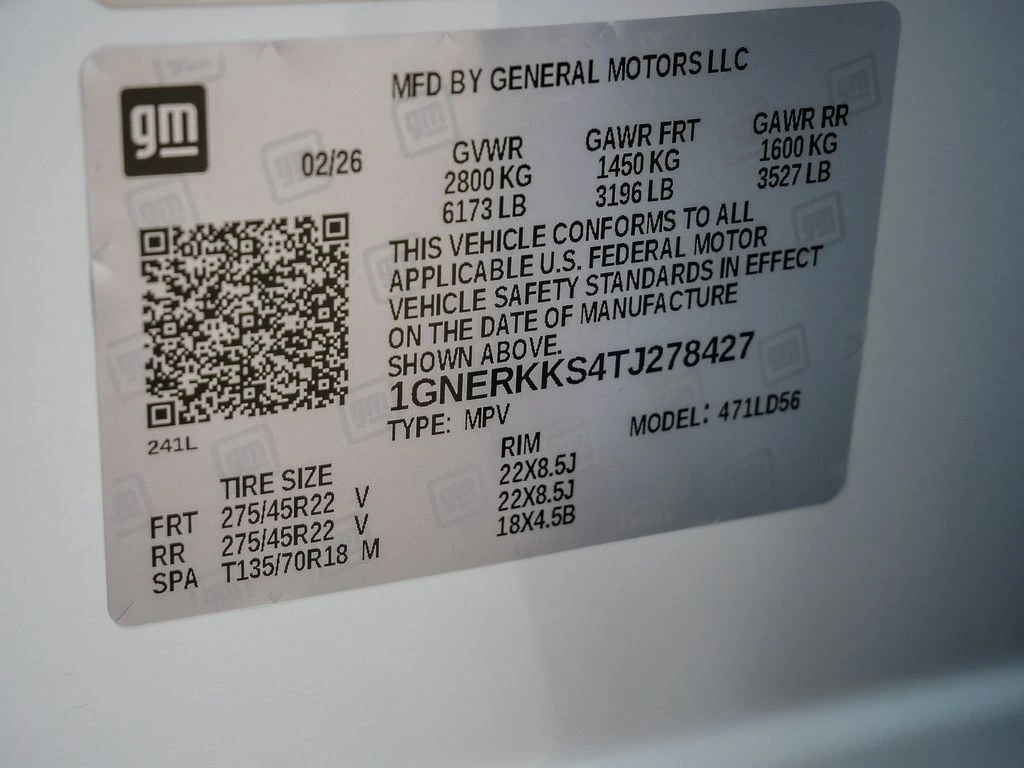 gm
MFD BY GENERAL MOTORS LLC
02/26
GVWR GAWR FRT GAWR RR
2800 KG 1450 KG 1600 KG
6173 LB 3196 LB 3527 LB
THIS VEHICLE CONFORMS TO ALL
APPLICABLE U.S. FEDERAL MOTOR
VEHICLE SAFETY STANDARDS IN EFFECT
ON THE DATE OF MANUFACTURE
SHOWN ABOVE.
1GNERKKS4TJ278427
TYPE: MPV MODEL: 471LD56
241L
TIRE SIZE RIM
FRT 275/45R22 V 22X8.5J
RR 275/45R22 V 22X8.5J
SPA T135/70R18 M 18X4.5B